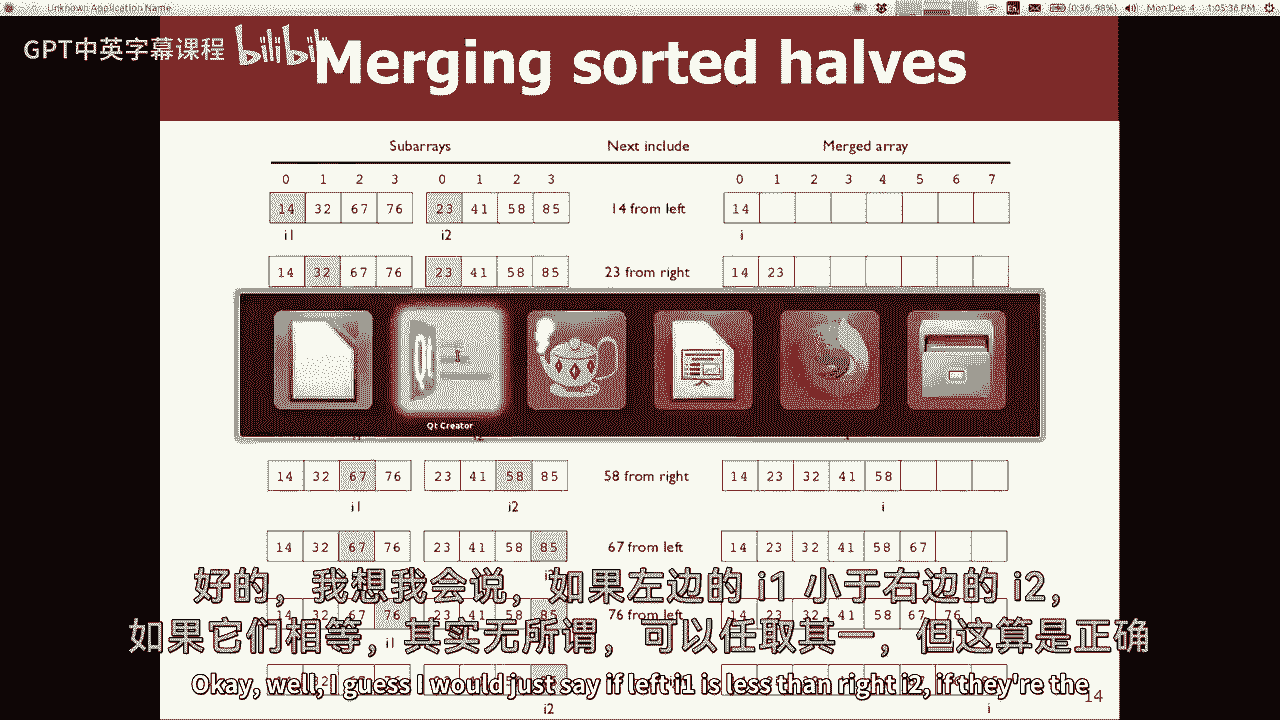 Unknown Application Name
En
(0:36, 98%)
Mon Dec 4 1:05:36 PM
GPT中英字幕课程 bilibili
Merging sorted halves
Subarrays Next include Merged array
0 1 2 3 0 1 2 3 0 1 2 3 4 5 6 7
14 32 67 76 23 41 58 85 14 from left 14
i1 i2 i
14 32 67 76 23 41 58 85 23 from right 14 23
Qt
Qt Creator
14 32 67 76 23 41 58 85 58 from right 14 23 32 41 58
i1 i2 i
14 32 67 76 23 41 58 85 67 from left 14 23 32 41 58 67
好的，我想我会说，如果左边的 i1 小于右边的 i2，
14 32 67 76 23 41 58 85 76 from left 14 23 32 41 58 67 76
如果它们相等，其实无所谓，可以任取其一，但这算是正确
i1
Okay, well, I guess I would just say if left i1 is less than right i2, if they're the
14
i2 i